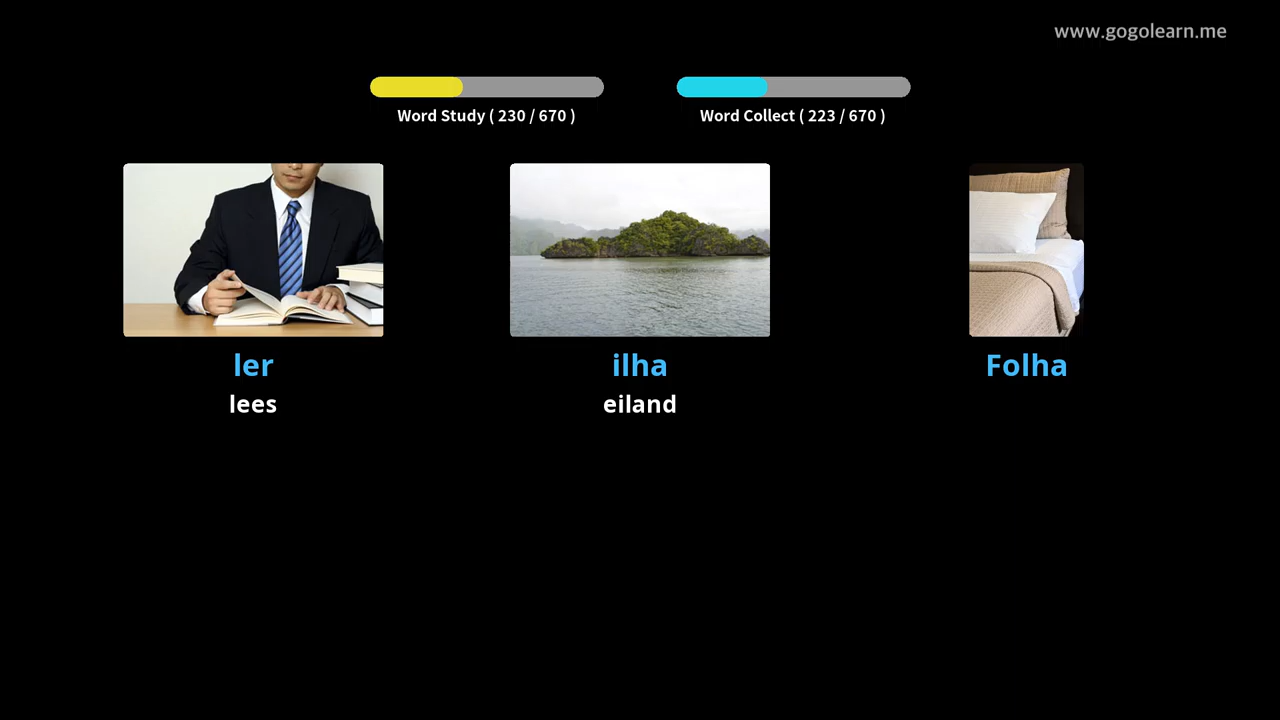 www.gogolearn.me
Word Study ( 230 / 670 )
Word Collect ( 223 / 670 )
ler
lees
ilha
eiland
Folha